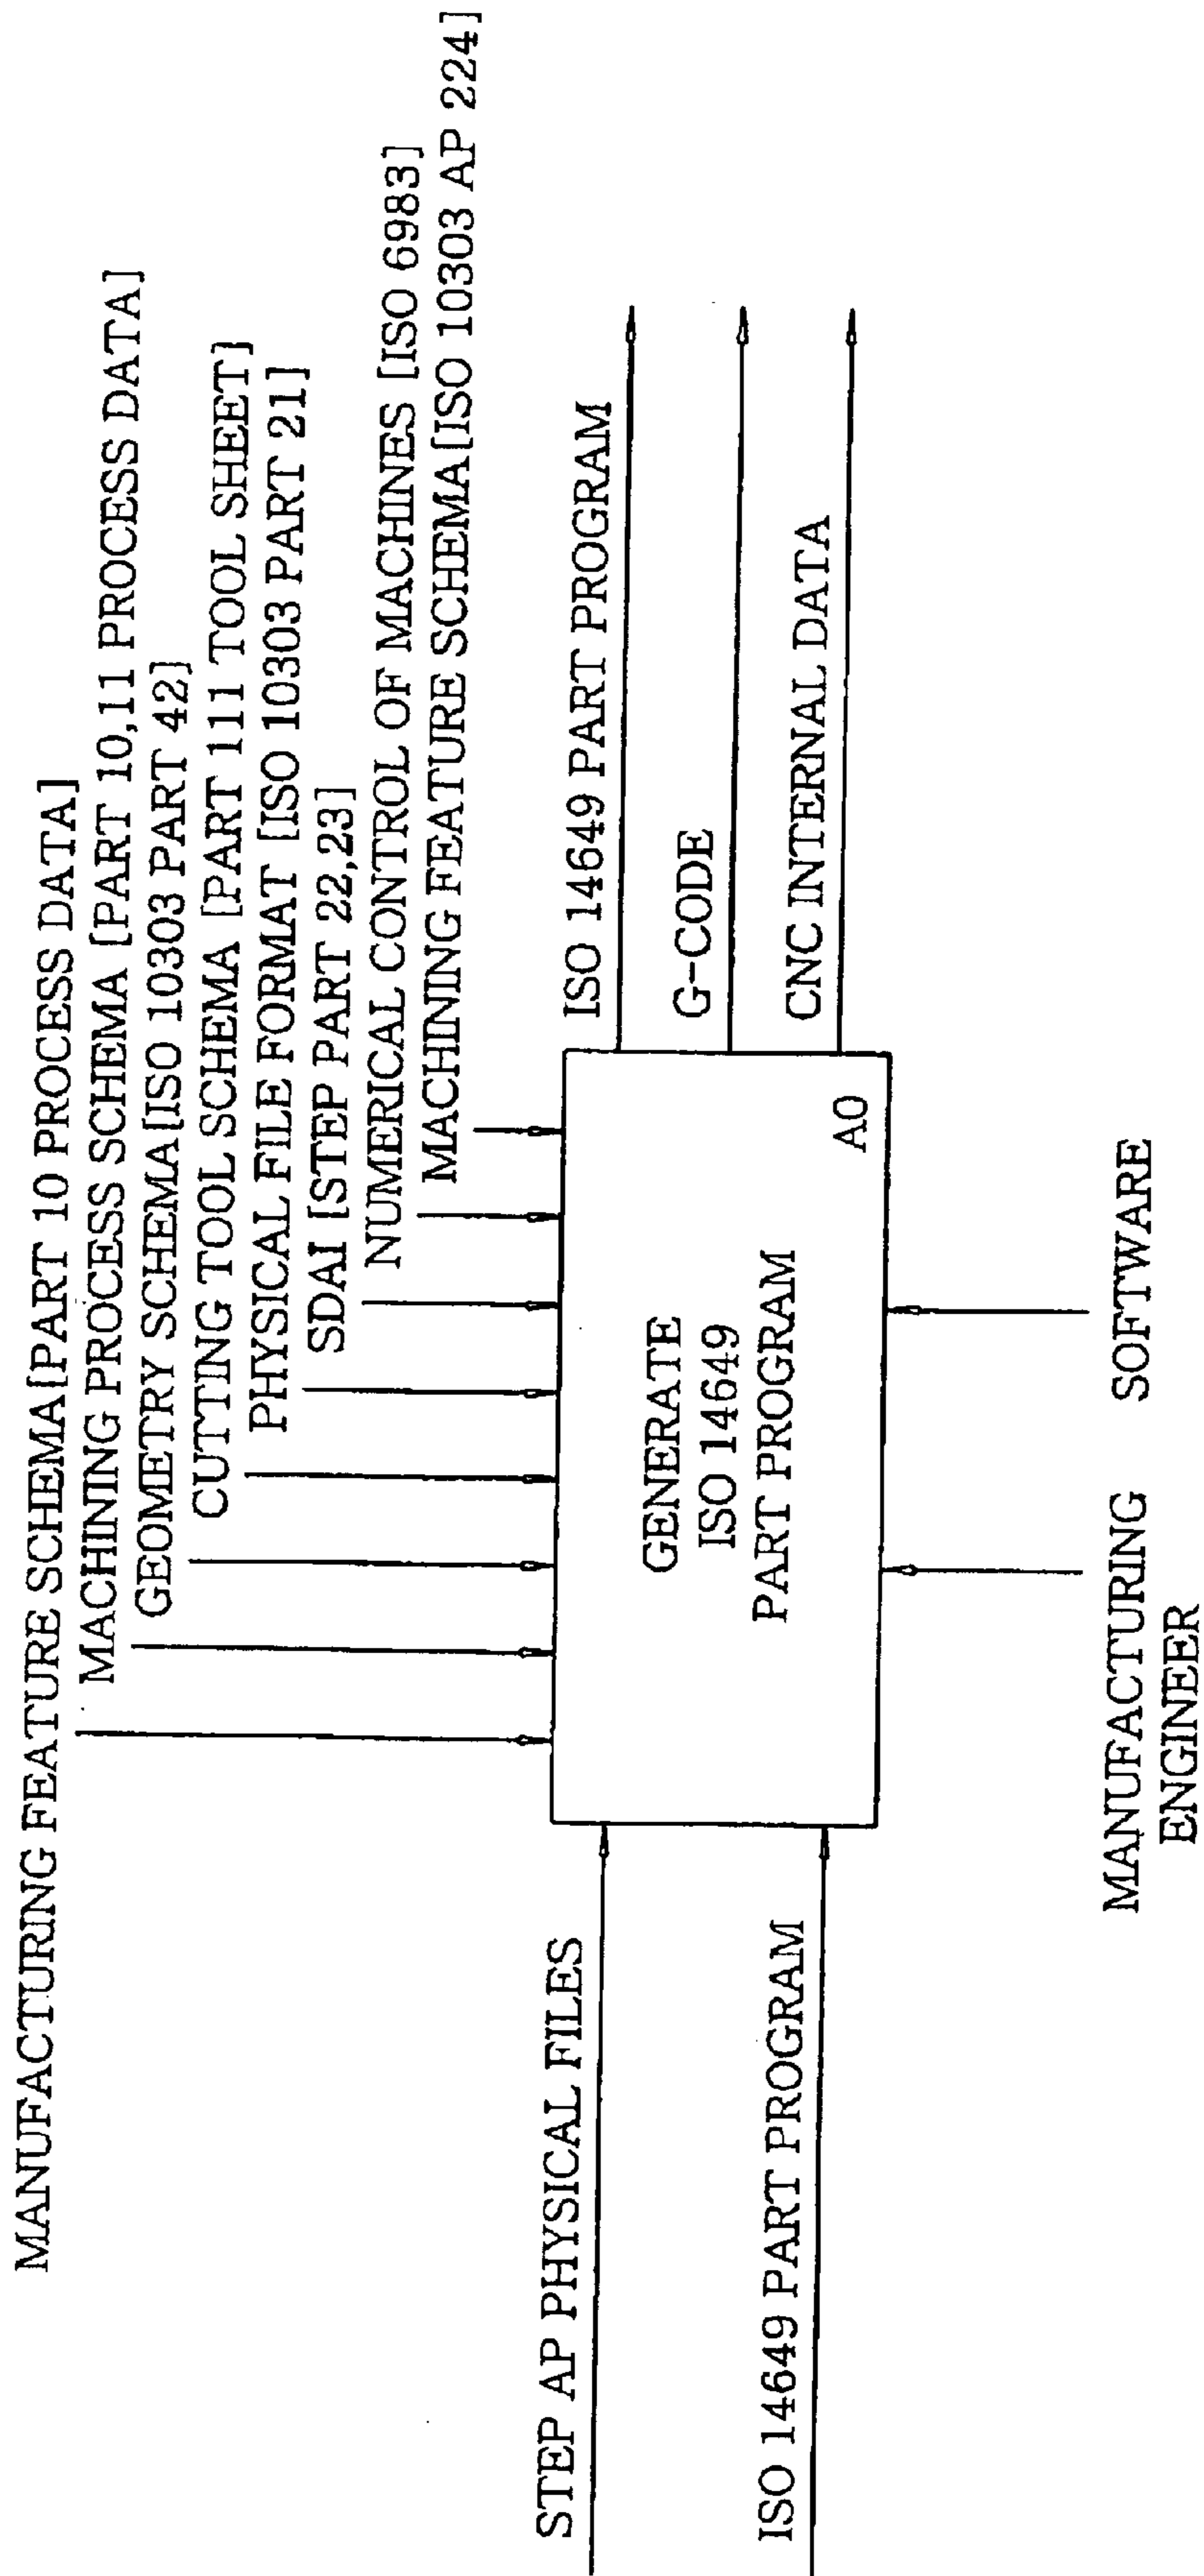 MANUFACTURING FEATURE SCHEMA[PART 10 PROCESS DATA]
MACHINING PROCESS SCHEMA [PART 10,11 PROCESS DATA]
GEOMETRY SCHEMA[ISO 10303 PART 42]
CUTTING TOOL SCHEMA [PART 111 TOOL SHEET]
PHYSICAL FILE FORMAT [ISO 10303 PART 21]
SDAI [STEP PART 22,23]
NUMERICAL CONTROL OF MACHINES [ISO 6983]
MACHINING FEATURE SCHEMA[ISO 10303 AP 224]
STEP AP PHYSICAL FILES
ISO 14649 PART PROGRAM
GENERATE
ISO 14649
PART PROGRAM
A0
ISO 14649 PART PROGRAM
G-CODE
CNC INTERNAL DATA
MANUFACTURING
ENGINEER
SOFTWARE